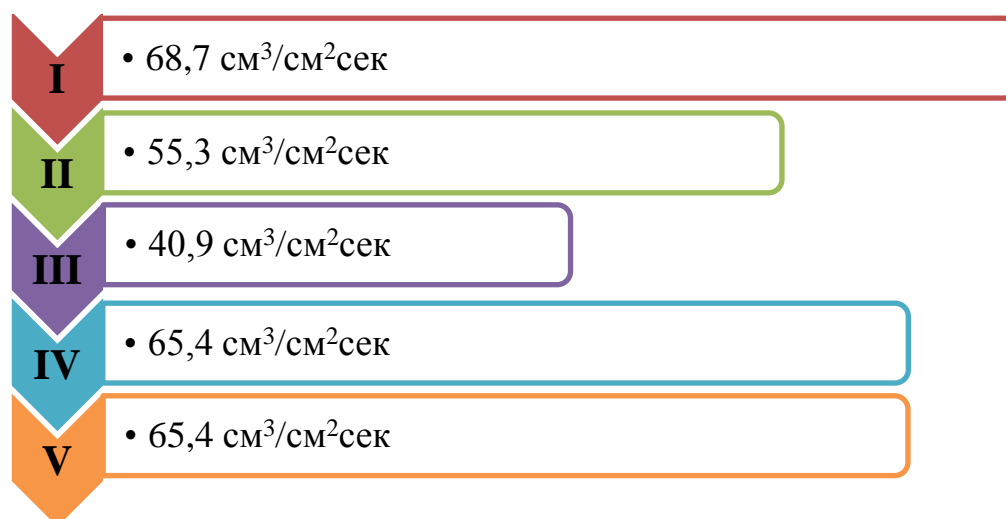 I • 68,7 см³/см²сек
II • 55,3 см³/см²сек
III • 40,9 см³/см²сек
IV • 65,4 см³/см²сек
V • 65,4 см³/см²сек